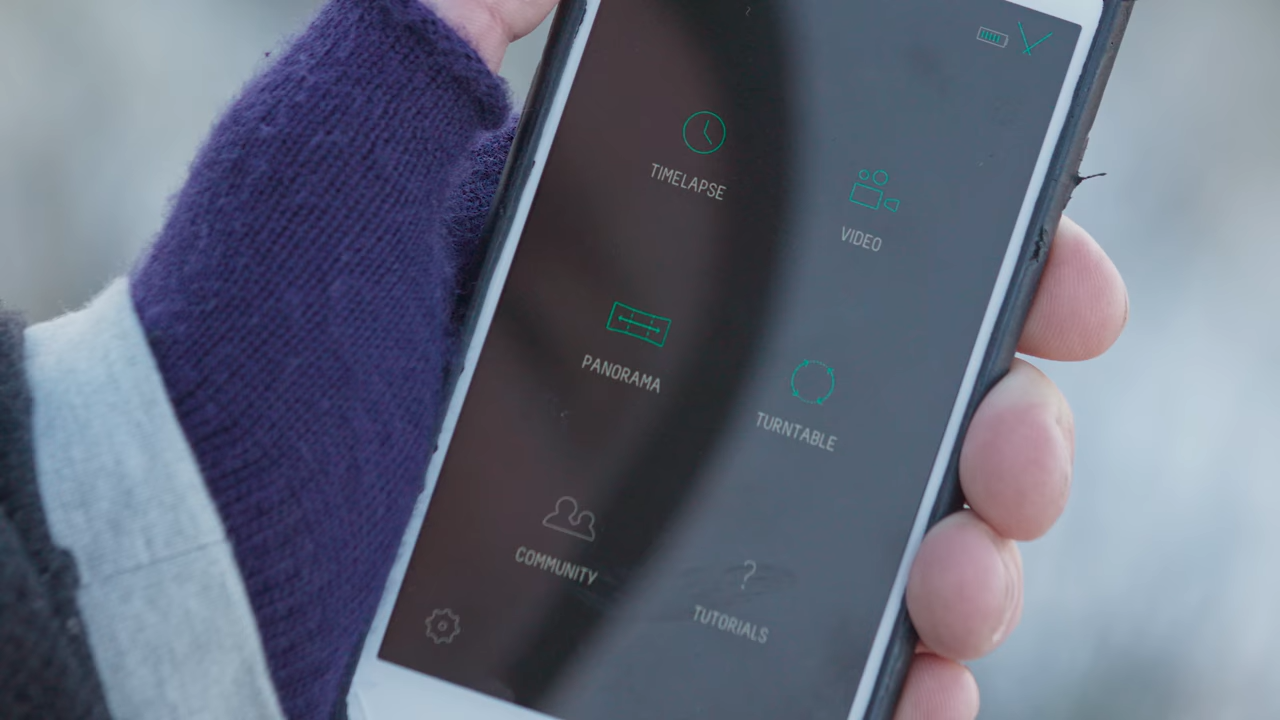 TIMELAPSE
VIDEO
PANORAMA
TURNTABLE
COMMUNITY
?
TUTORIALS